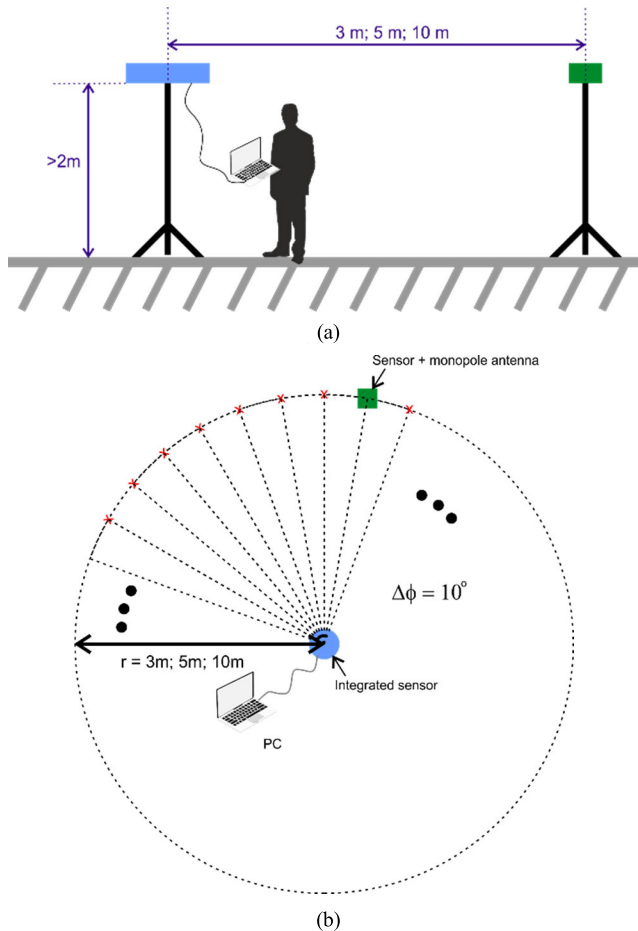 3 m; 5 m; 10 m
>2m
(a)
Sensor + monopole antenna
Δϕ = 10°
r = 3m; 5m; 10m
Integrated sensor
PC
(b)